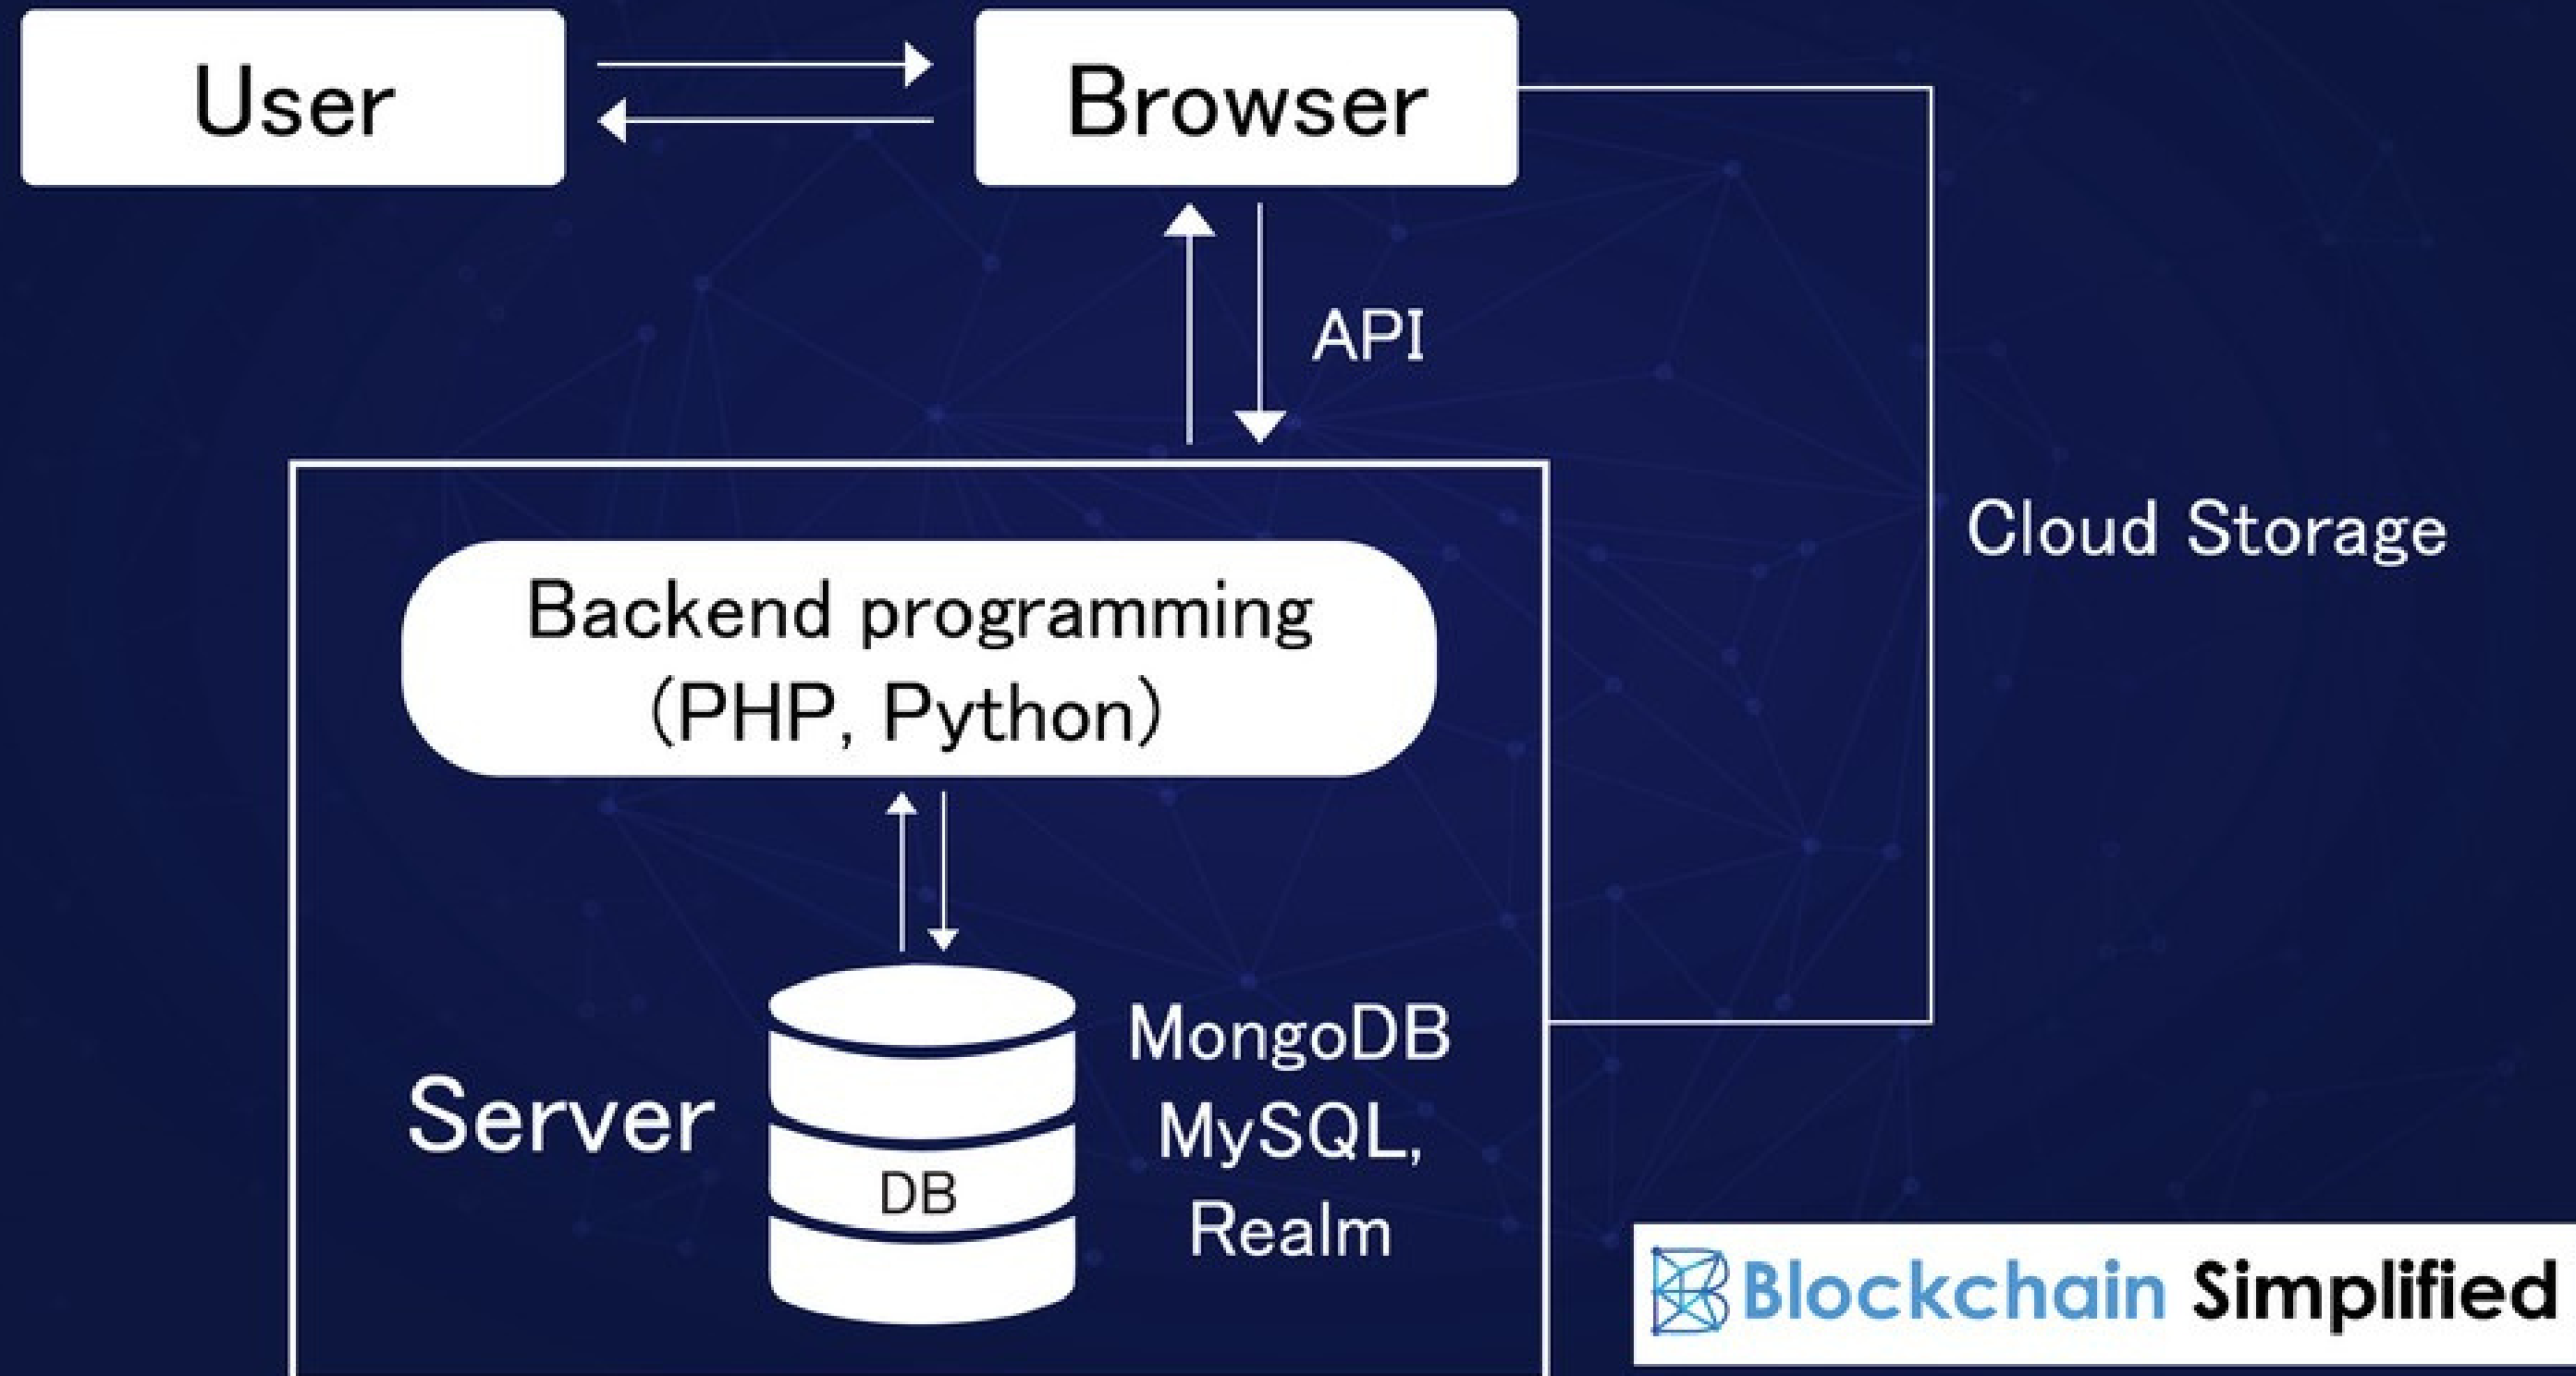 User
Browser
API
Cloud Storage
Backend programming
(PHP, Python)
Server
DB
MongoDB
MySQL,
Realm
Blockchain Simplified